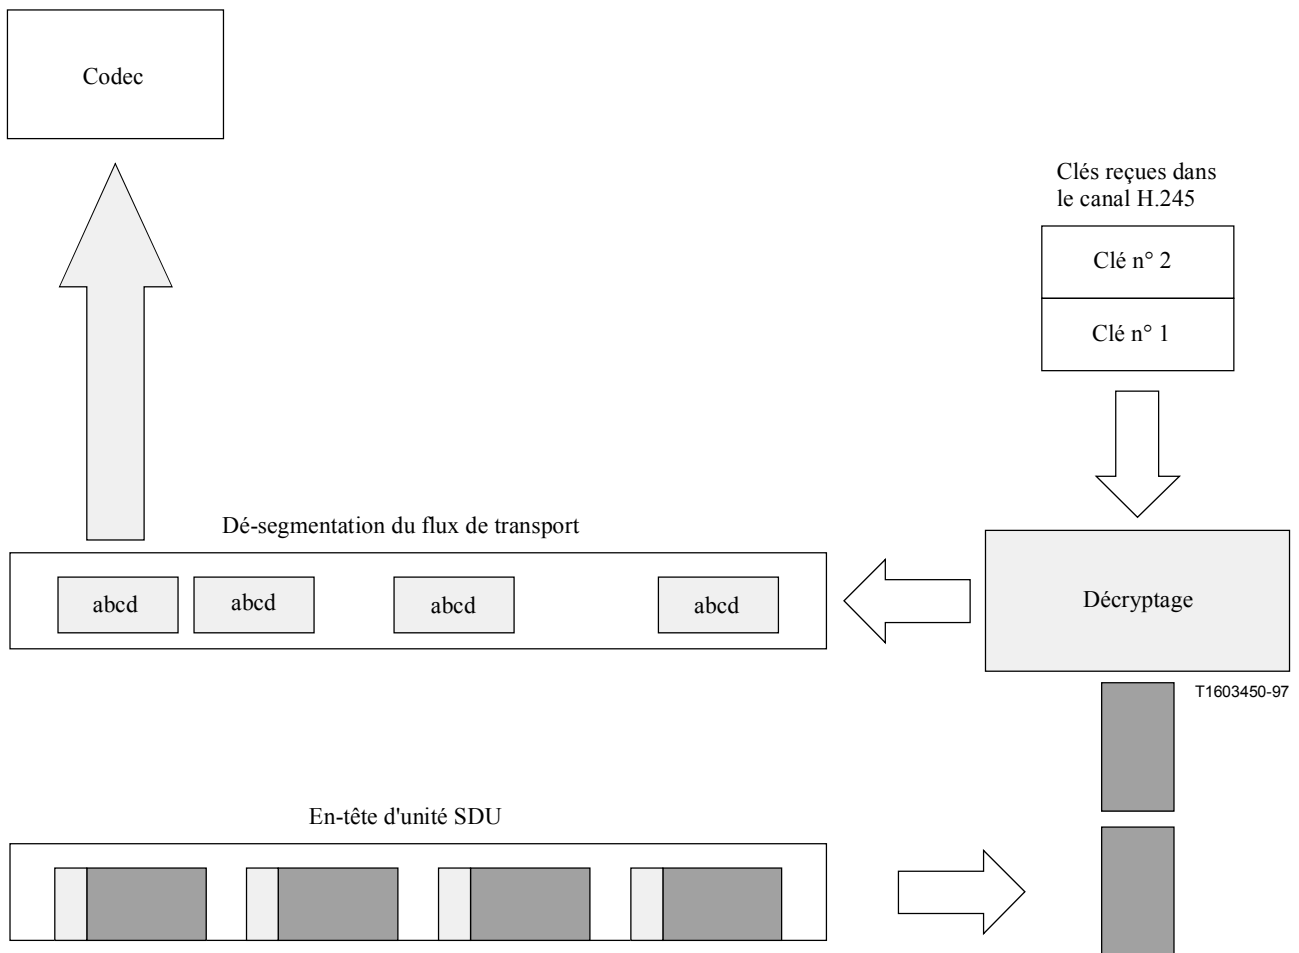 Codec
Clés reçues dans
le canal H.245
Clé n° 2
Clé n° 1
Dé-segmentation du flux de transport
abcd abcd abcd abcd
Décryptage
T1603450-97
En-tête d'unité SDU